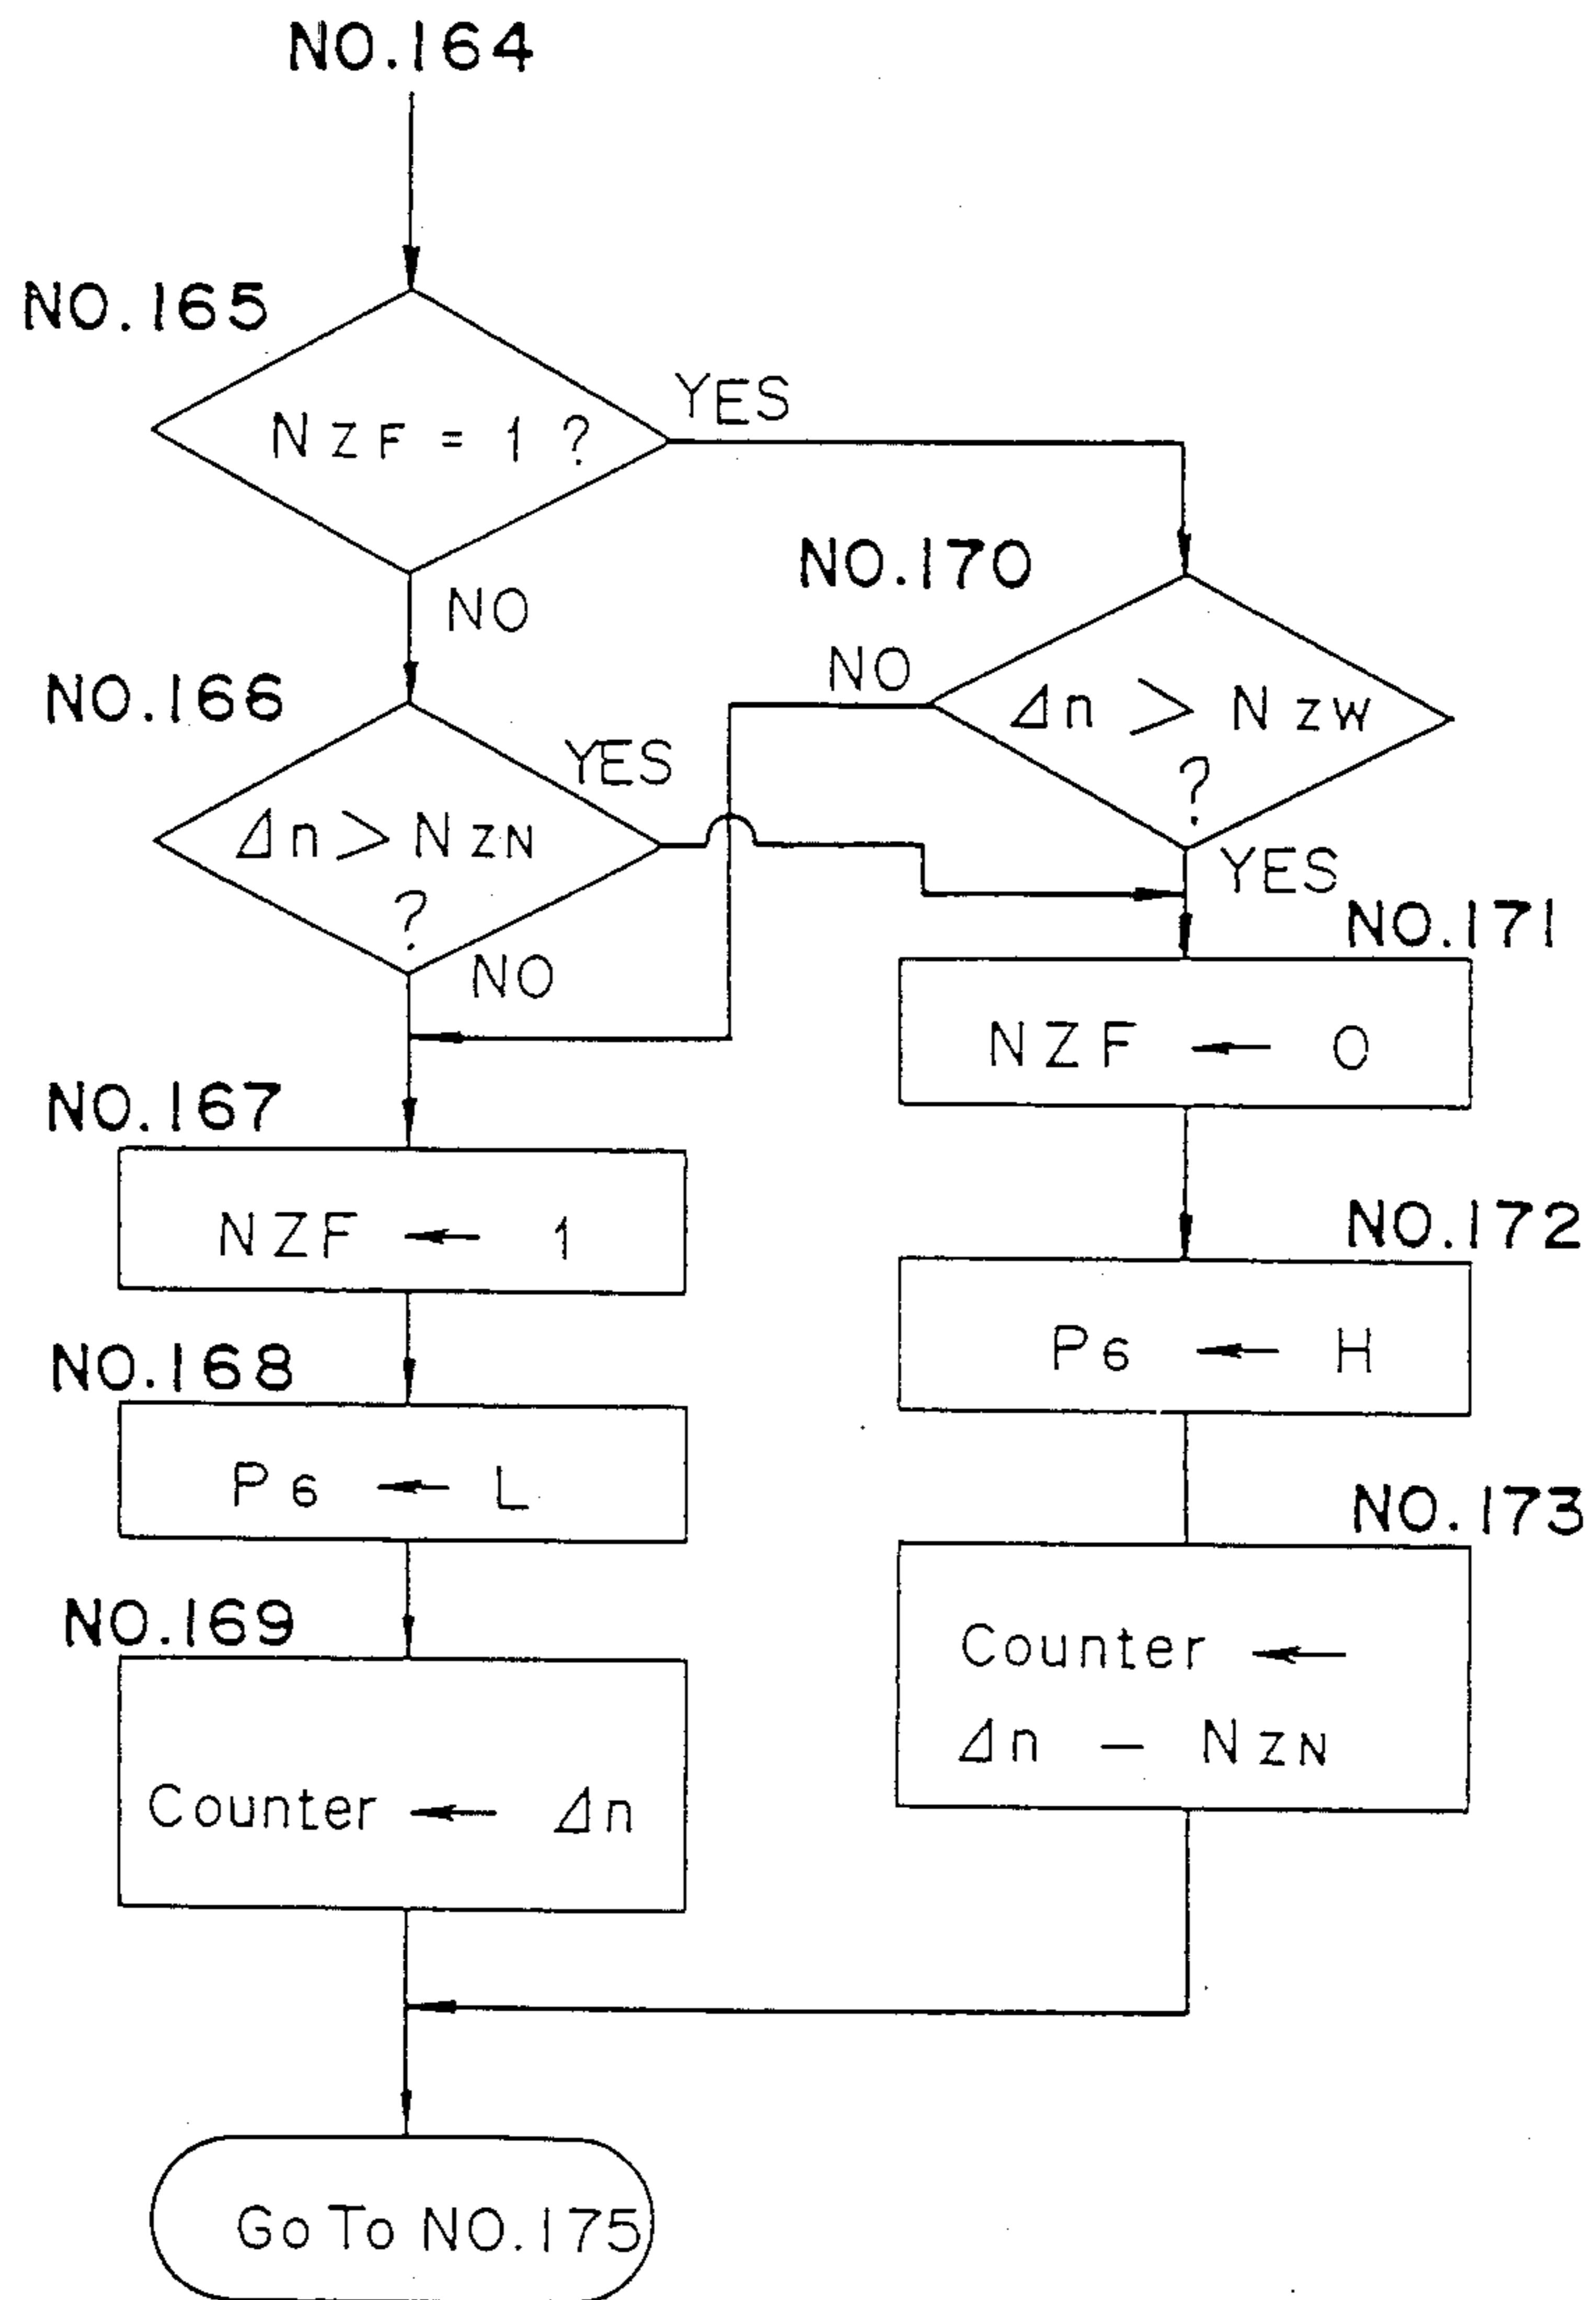 NO.164
NO.165
NZF = 1 ?
YES
NO
NO.166
Δn > NZN
?
YES
NO
NO.170
NO
Δn > NZW
?
YES
NO.167
NZF ← 1
NO.168
P6 ← L
NO.169
Counter ← Δn
NO.171
NZF ← 0
NO.172
P6 ← H
NO.173
Counter ←
Δn − NZN
Go To NO.175